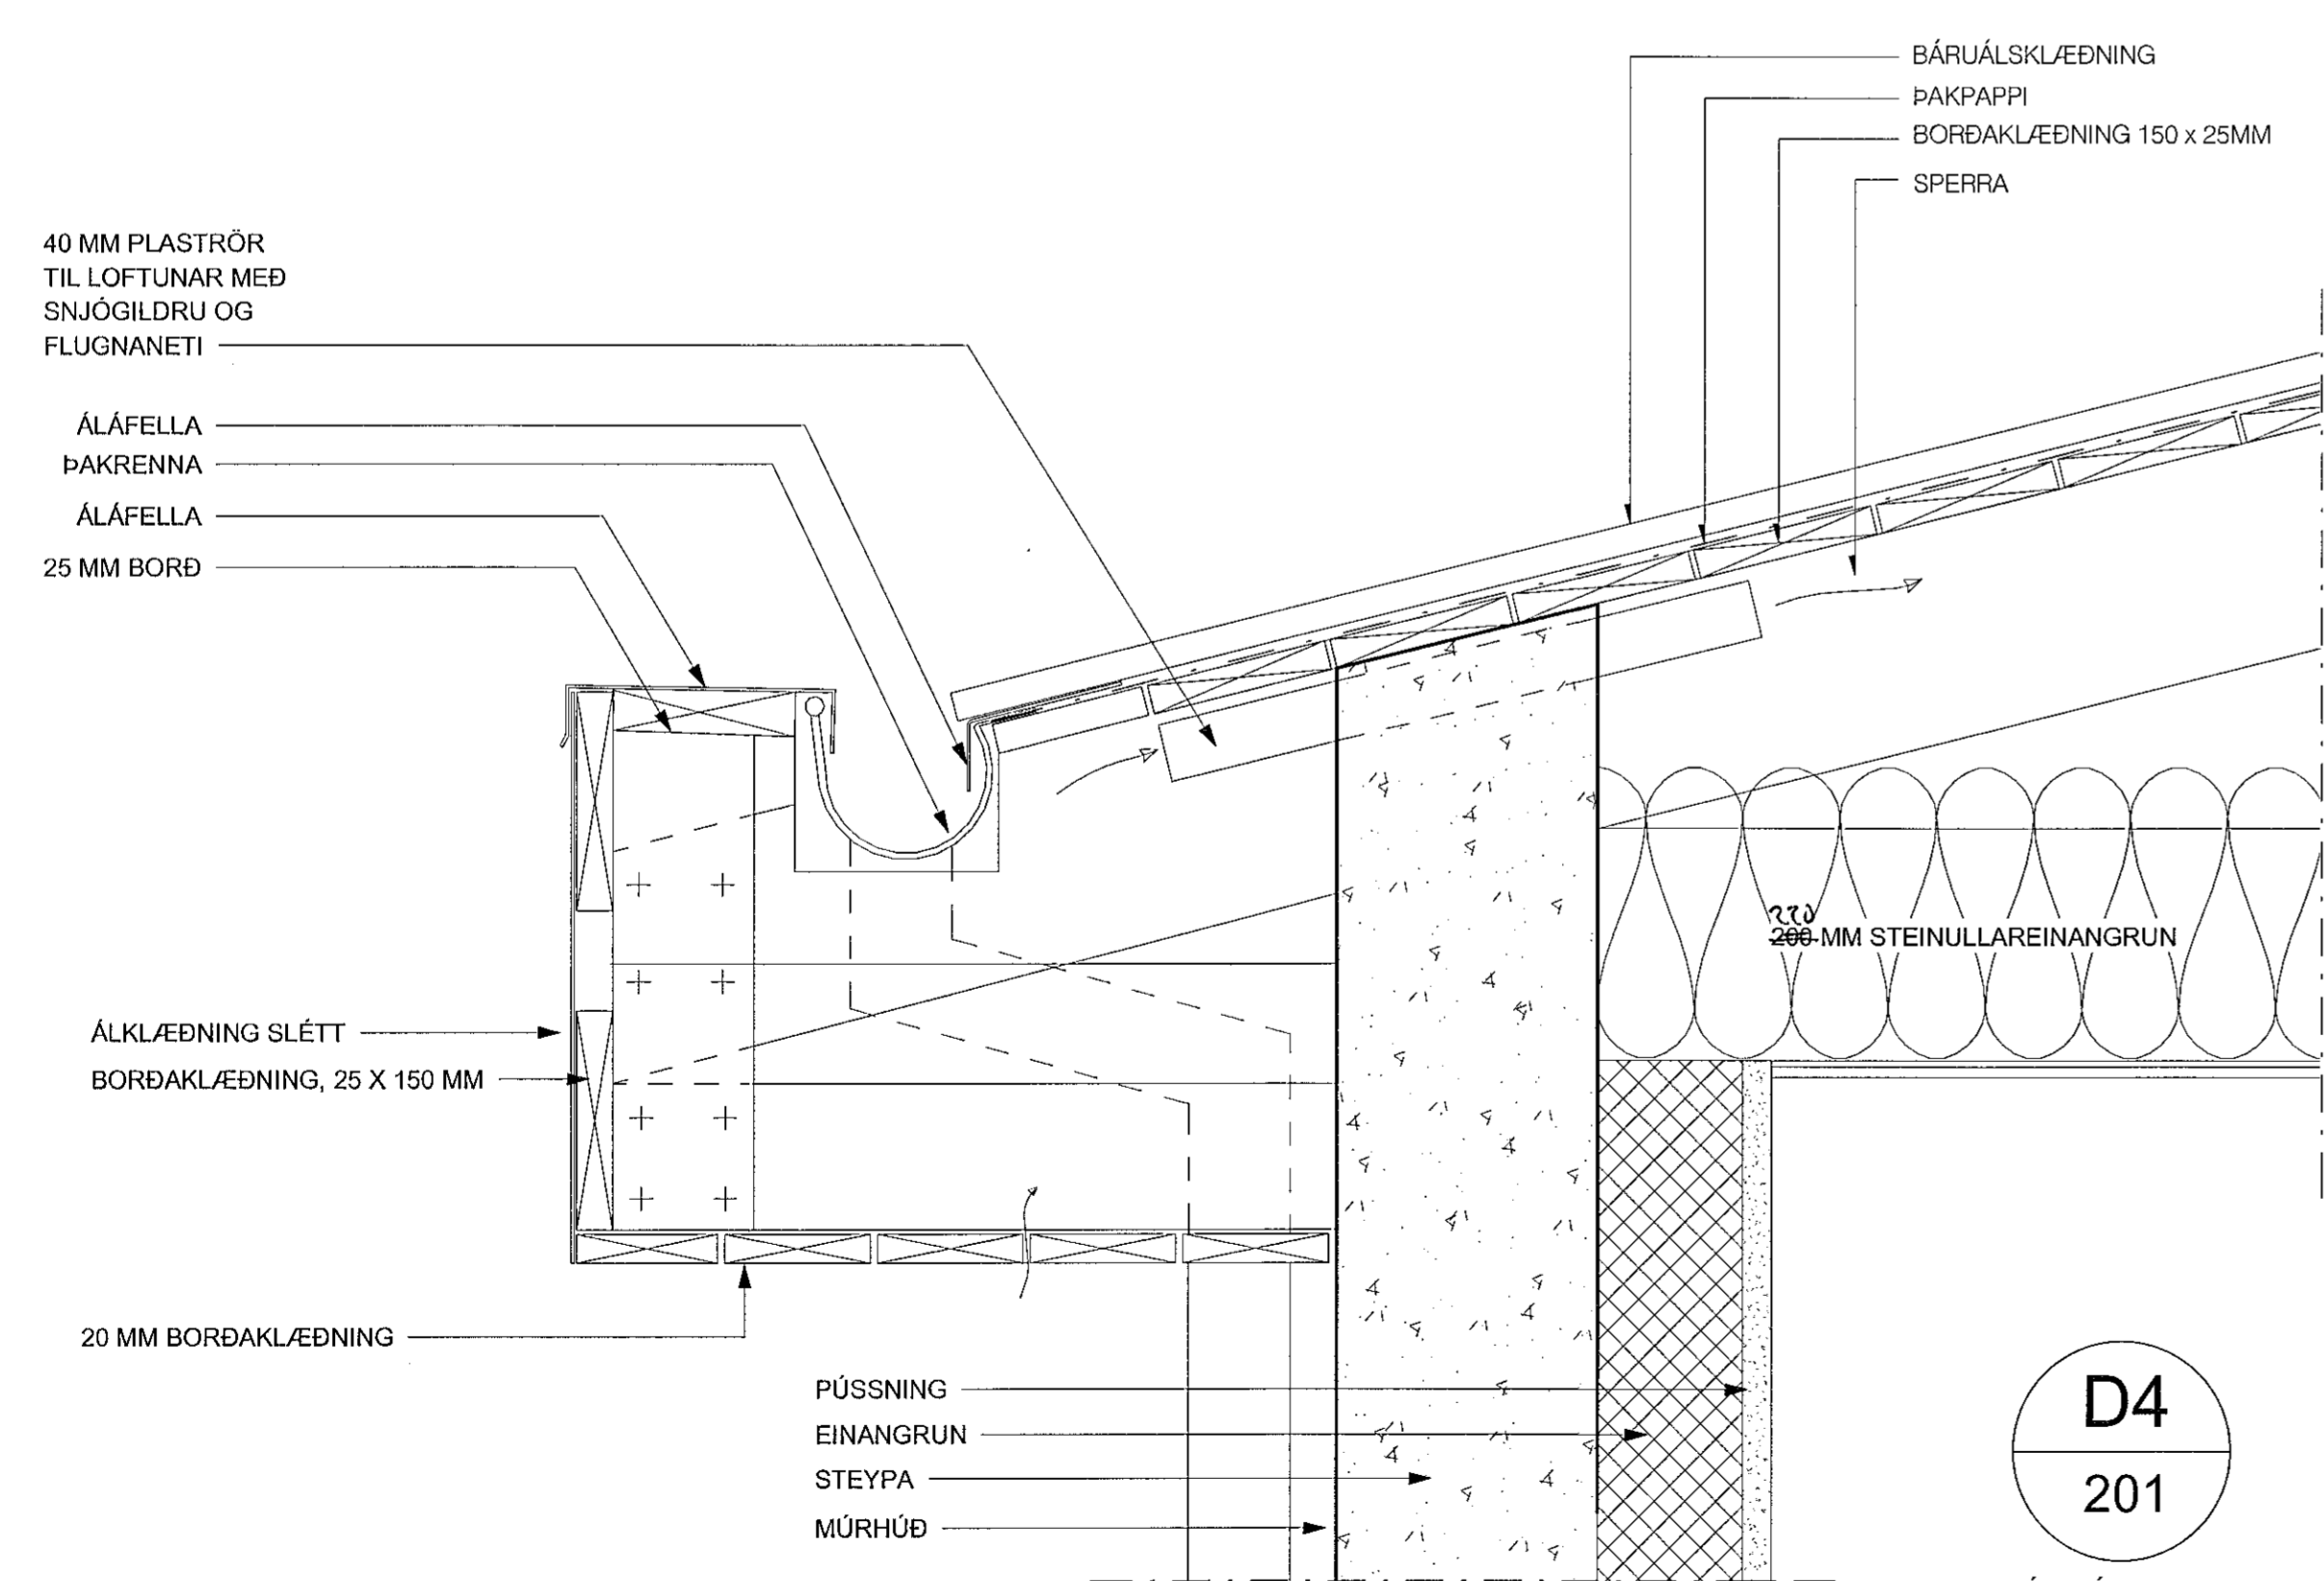 BÁRUÁLSKLÆÐNING
ÞAKPAPPI
BORÐAKLÆÐNING 150 x 25MM
SPERRA
40 MM PLASTRÖR
TIL LOFTUNAR MEÐ
SNJÓGILDRU OG
FLUGNANETI
ÁLÁFELLA
ÞAKRENNA
ÁLÁFELLA
25 MM BORÐ
220
200 MM STEINULLAREINANGRUN
ÁLKLÆÐNING SLÉTT
BORÐAKLÆÐNING, 25 X 150 MM
20 MM BORÐAKLÆÐNING
PÚSSNING
EINANGRUN
STEYPA
MÚRHÚÐ
D4
201